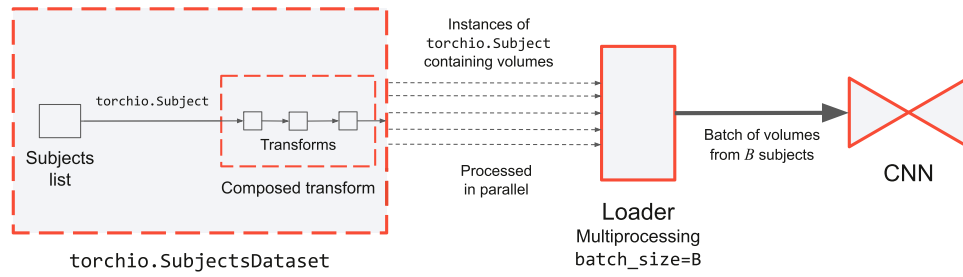 torchio.Subject
Subjects
list
Transforms
Composed transform
torchio.SubjectsDataset
Instances of
torchio.Subject
containing volumes
Processed
in parallel
Loader
Multiprocessing
batch_size=B
Batch of volumes
from B subjects
CNN